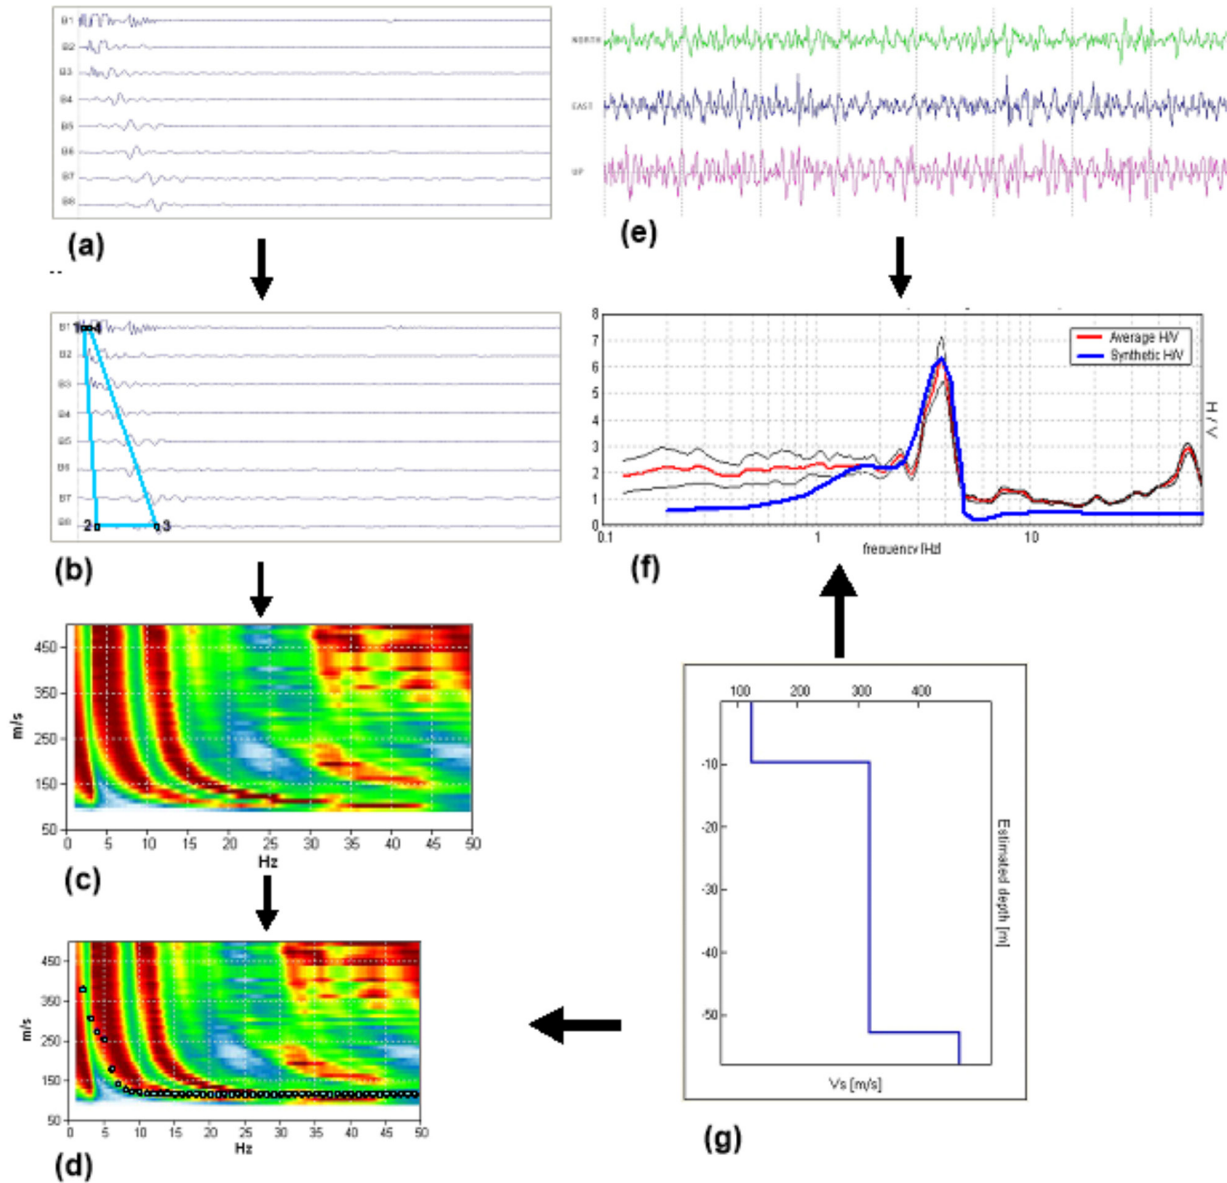 B1
B2
B3
B4
B5
B6
B7
B8
(a)
NORTH
EAST
UP
(e)
--
B1 1 4
B2
B3
B4
B5
B6
B7
B8 2 3
(b)
8
7
6
5
4
3
2
1
0
Average H/V
Synthetic H/V
H / V
0.1 1 10
frequency [Hz]
(f)
450
350
250
150
50
m/s
0 5 10 15 20 25 30 35 40 45 50
Hz
(c)
450
350
250
150
50
m/s
0 5 10 15 20 25 30 35 40 45 50
Hz
(d)
100 200 300 400
-10
-20
-30
-40
-50
Estimated depth [m]
Vs [m/s]
(g)